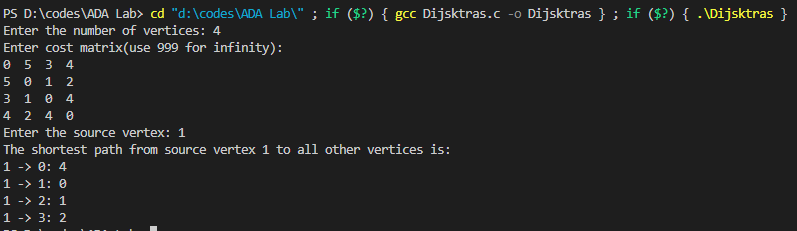 PS D:\codes\ADA Lab> cd "d:\codes\ADA Lab\" ; if ($?) { gcc Dijsktras.c -o Dijsktras } ; if ($?) { .\Dijsktras }
Enter the number of vertices: 4
Enter cost matrix(use 999 for infinity):
0  5  3  4
5  0  1  2
3  1  0  4
4  2  4  0
Enter the source vertex: 1
The shortest path from source vertex 1 to all other vertices is:
1 -> 0: 4
1 -> 1: 0
1 -> 2: 1
1 -> 3: 2